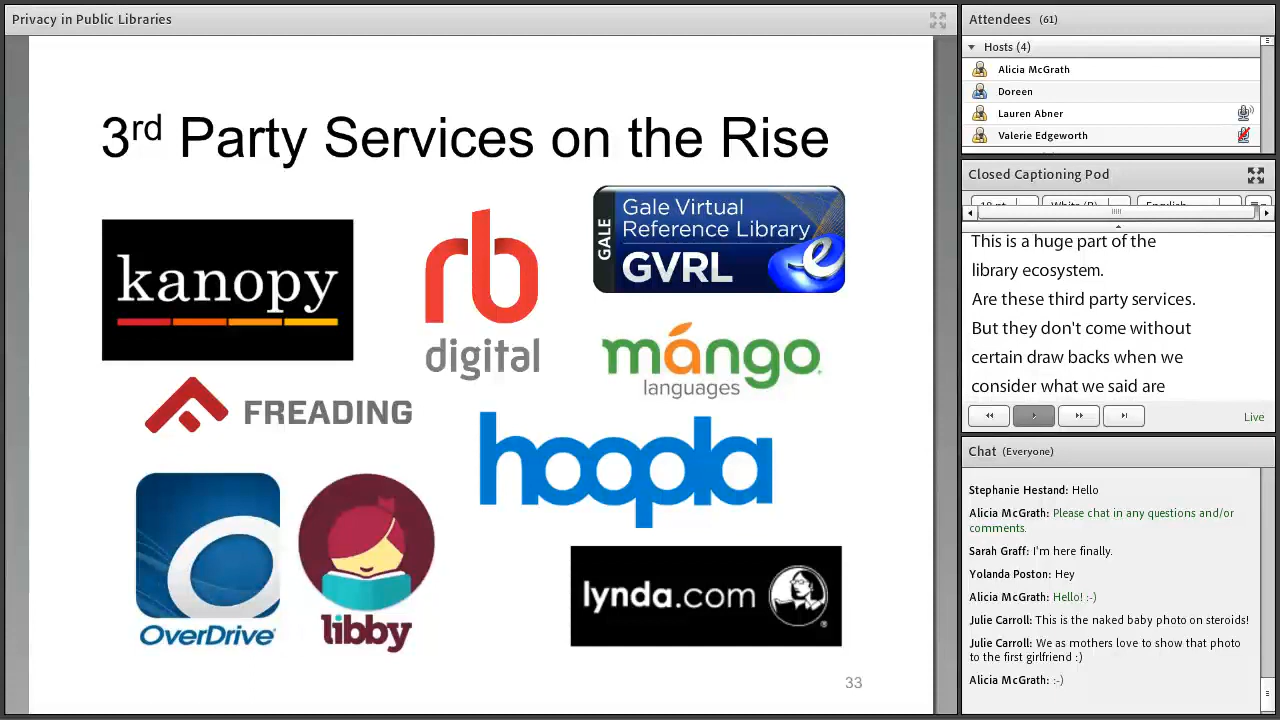 Privacy in Public Libraries
3rd Party Services on the Rise
kanopy
rb
digital
GALE
Gale Virtual
Reference Library
GVRL
e
mángo
languages
FREADING
hoopla
OverDrive
libby
lynda.com
33
Attendees (61)
Hosts (4)
Alicia McGrath
Doreen
Lauren Abner
Valerie Edgeworth
Closed Captioning Pod
This is a huge part of the
library ecosystem.
Are these third party services.
But they don't come without
certain draw backs when we
consider what we said are
Live
Chat (Everyone)
Stephanie Hestand: Hello
Alicia McGrath: Please chat in any questions and/or
comments.
Sarah Graff: I'm here finally.
Yolanda Poston: Hey
Alicia McGrath: Hello! :-)
Julie Carroll: This is the naked baby photo on steroids!
Julie Carroll: We as mothers love to show that photo
to the first girlfriend :)
Alicia McGrath: :-)